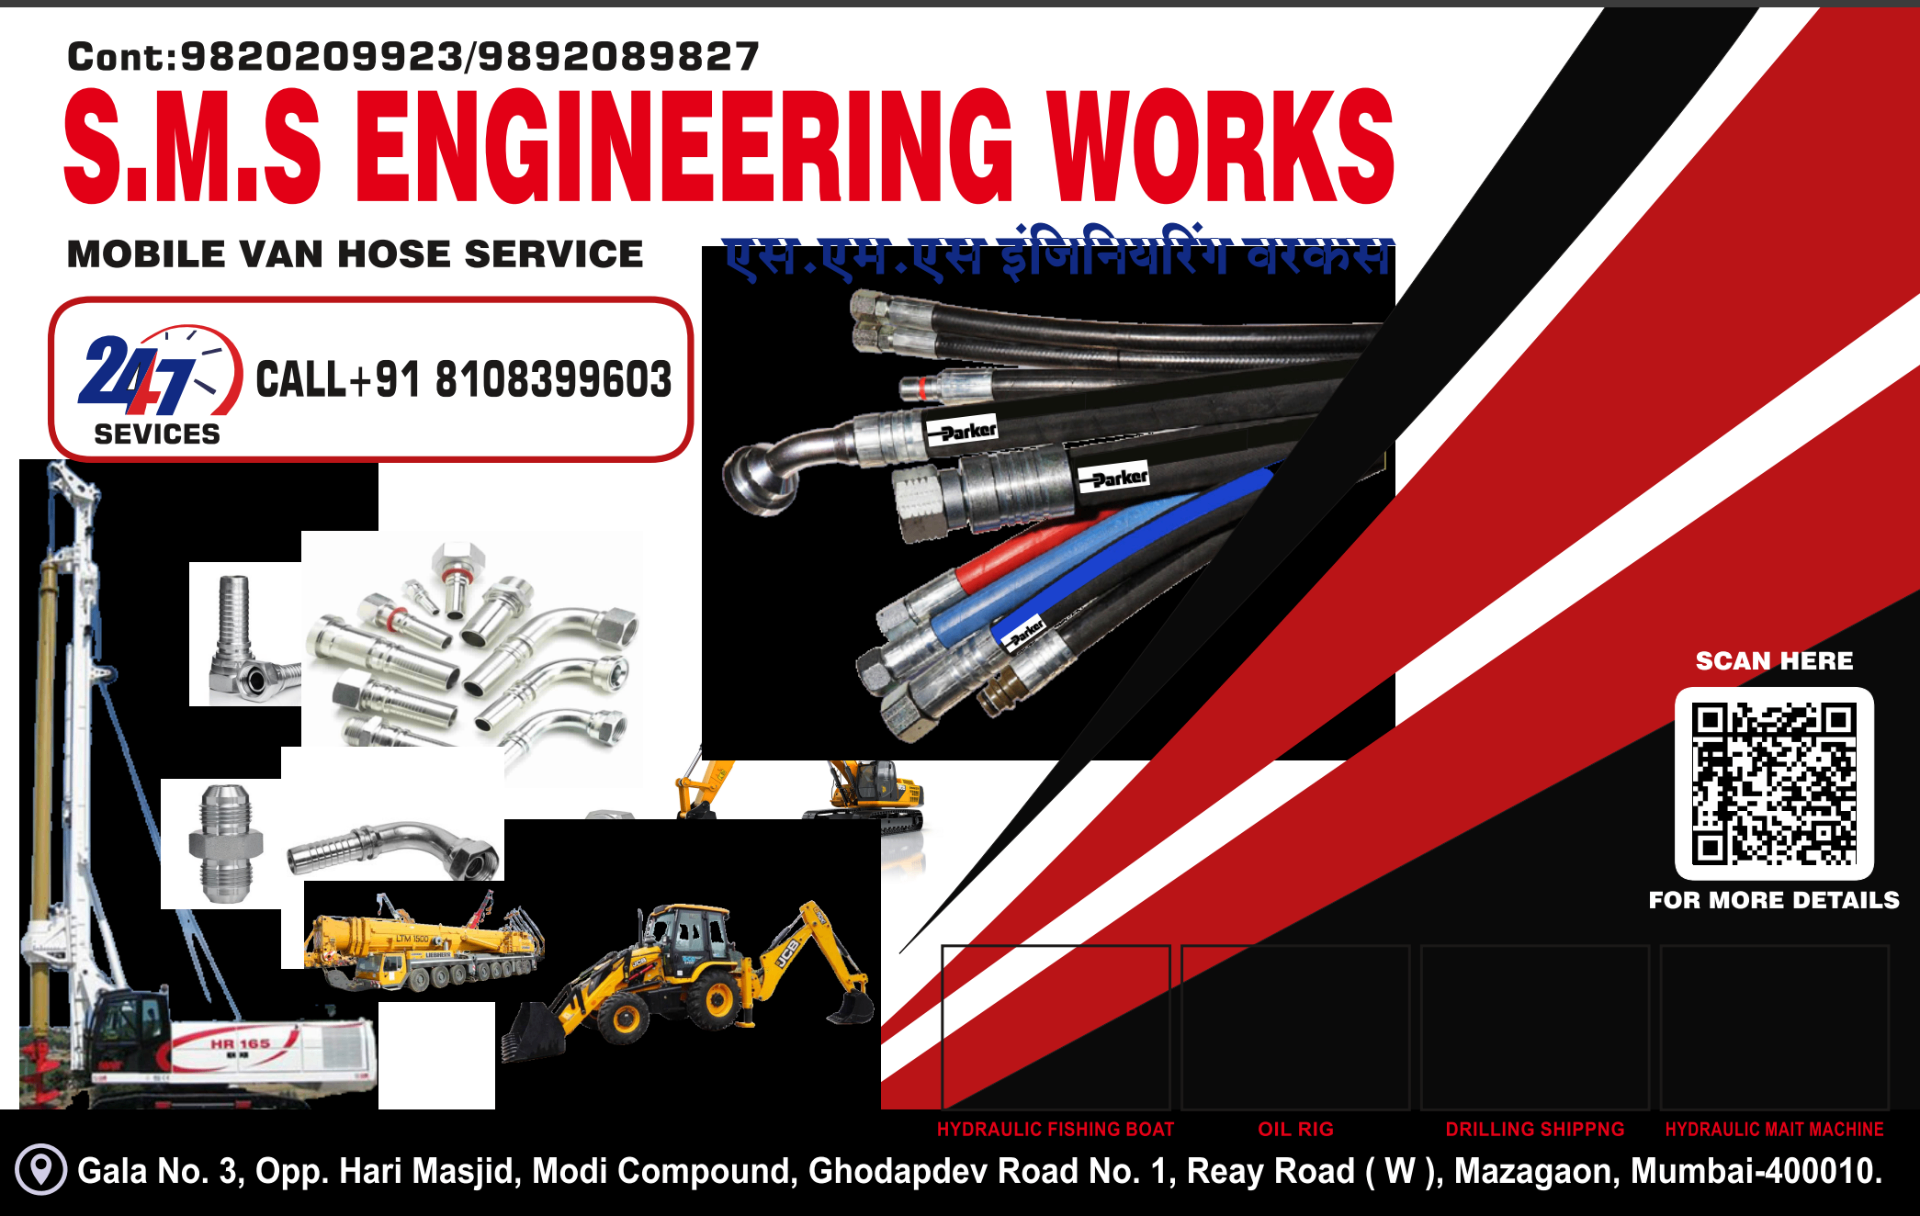 Cont:9820209923/9892089827
S.M.S ENGINEERING WORKS
MOBILE VAN HOSE SERVICE
एस.एम.एस इंजिनियरिंग वरकस
247
SEVICES
CALL+91 8108399603
Parker
Parker
Parker
SCAN HERE
FOR MORE DETAILS
LTM 1500
LIEBHERR
JCB
JCB
HR 165
HYDRAULIC FISHING BOAT
OIL RIG
DRILLING SHIPPNG
HYDRAULIC MAIT MACHINE
Gala No. 3, Opp. Hari Masjid, Modi Compound, Ghodapdev Road No. 1, Reay Road ( W ), Mazagaon, Mumbai-400010.